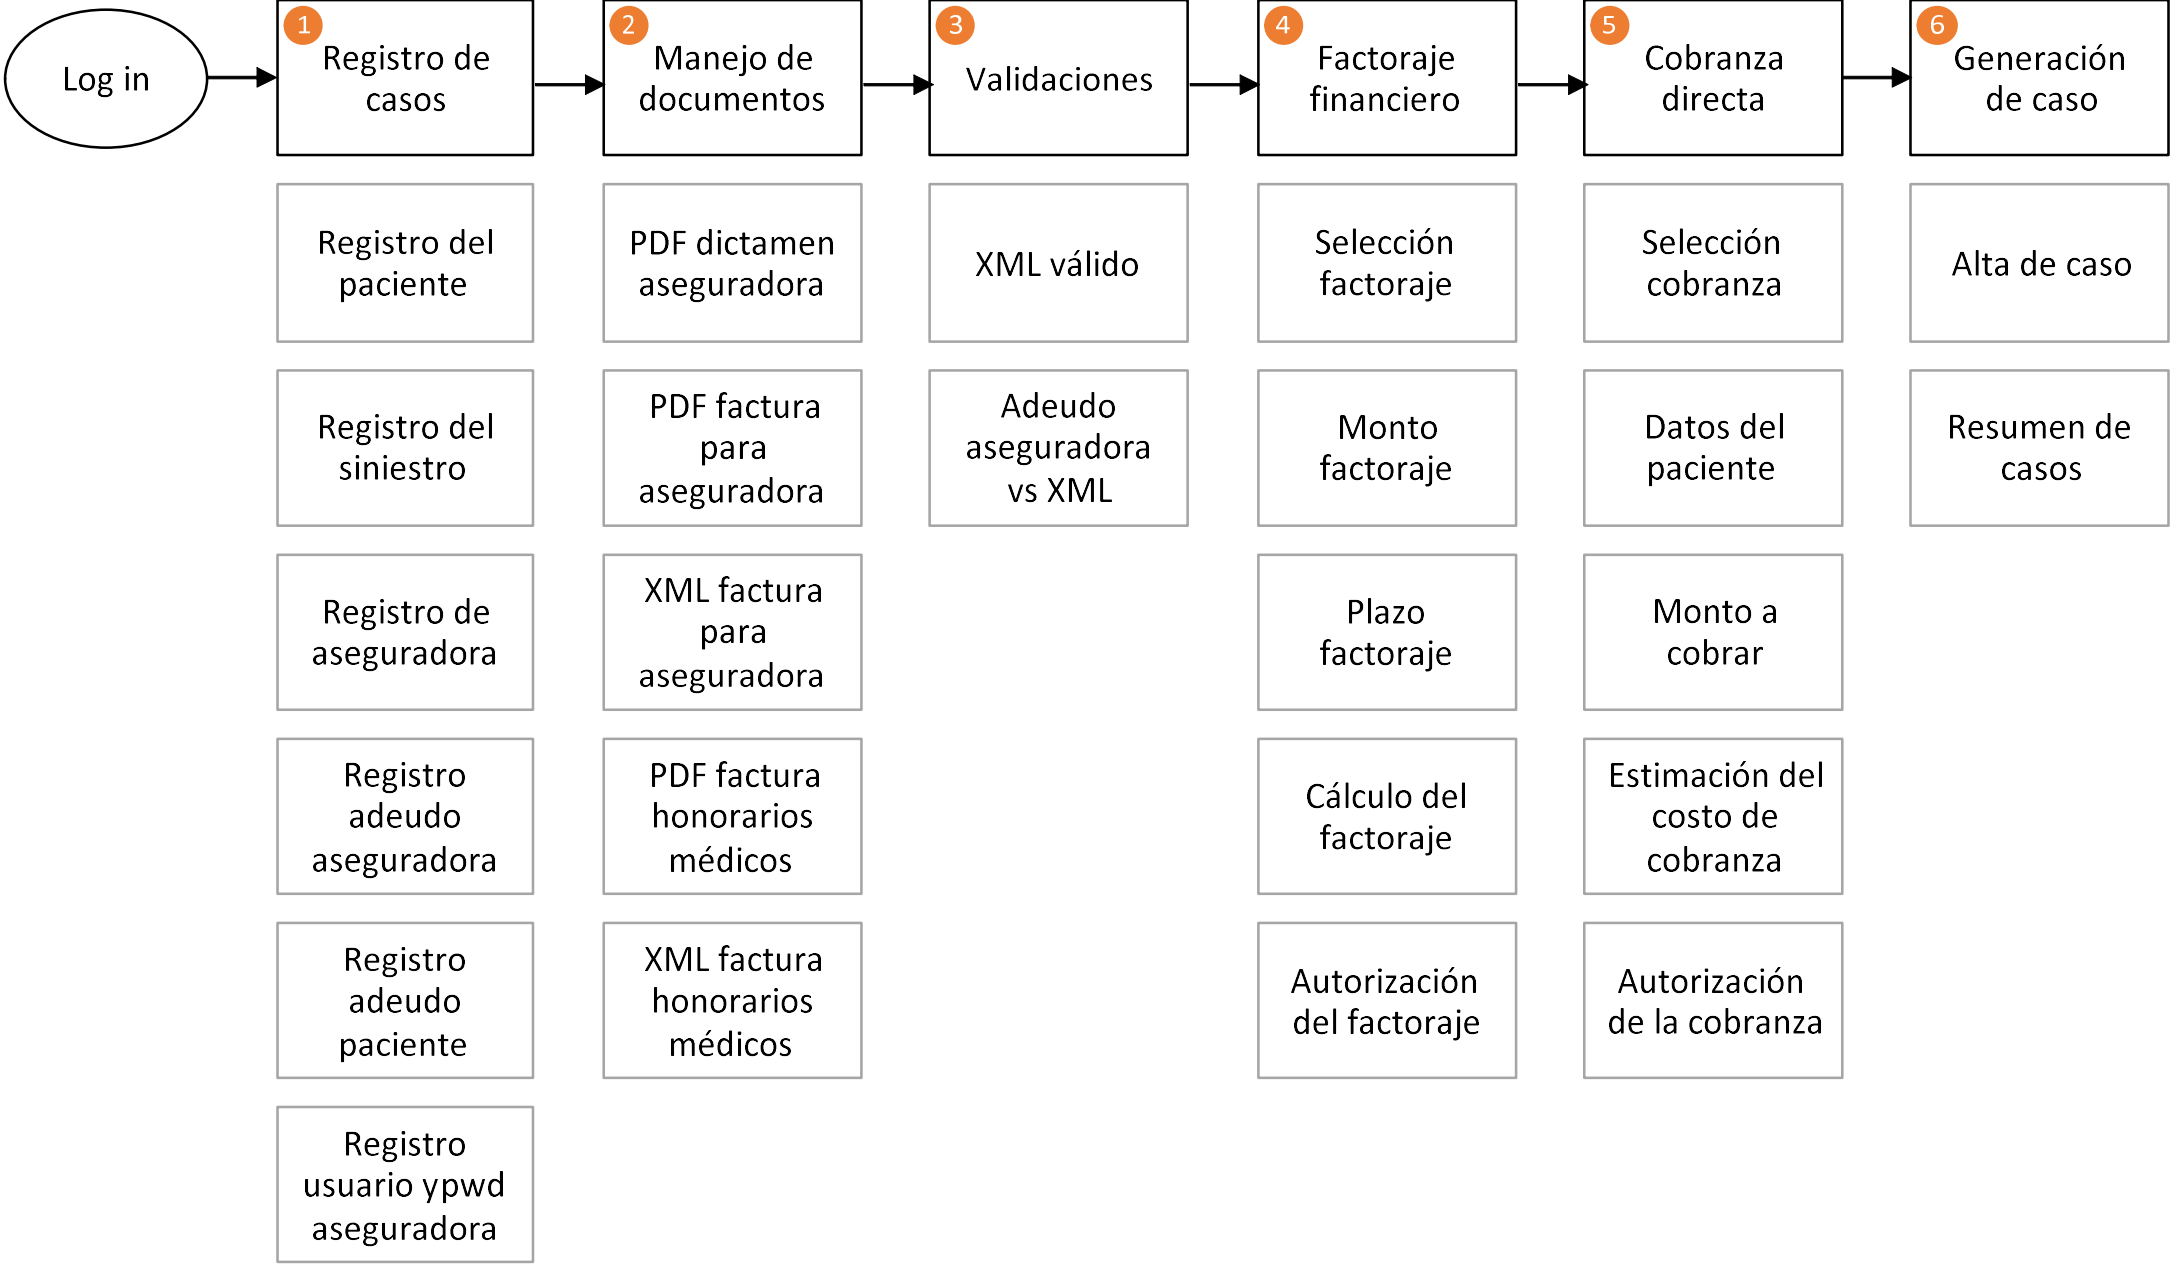 Log in
1
Registro de
casos
2
Manejo de
documentos
3
Validaciones
4
Factoraje
financiero
5
Cobranza
directa
6
Generación
de caso
Registro del
paciente
Registro del
siniestro
Registro de
aseguradora
Registro
adeudo
aseguradora
Registro
adeudo
paciente
Registro
usuario ypwd
aseguradora
PDF dictamen
aseguradora
PDF factura
para
aseguradora
XML factura
para
aseguradora
PDF factura
honorarios
médicos
XML factura
honorarios
médicos
XML válido
Adeudo
aseguradora
vs XML
Selección
factoraje
Monto
factoraje
Plazo
factoraje
Cálculo del
factoraje
Autorización
del factoraje
Selección
cobranza
Datos del
paciente
Monto a
cobrar
Estimación del
costo de
cobranza
Autorización
de la cobranza
Alta de caso
Resumen de
casos